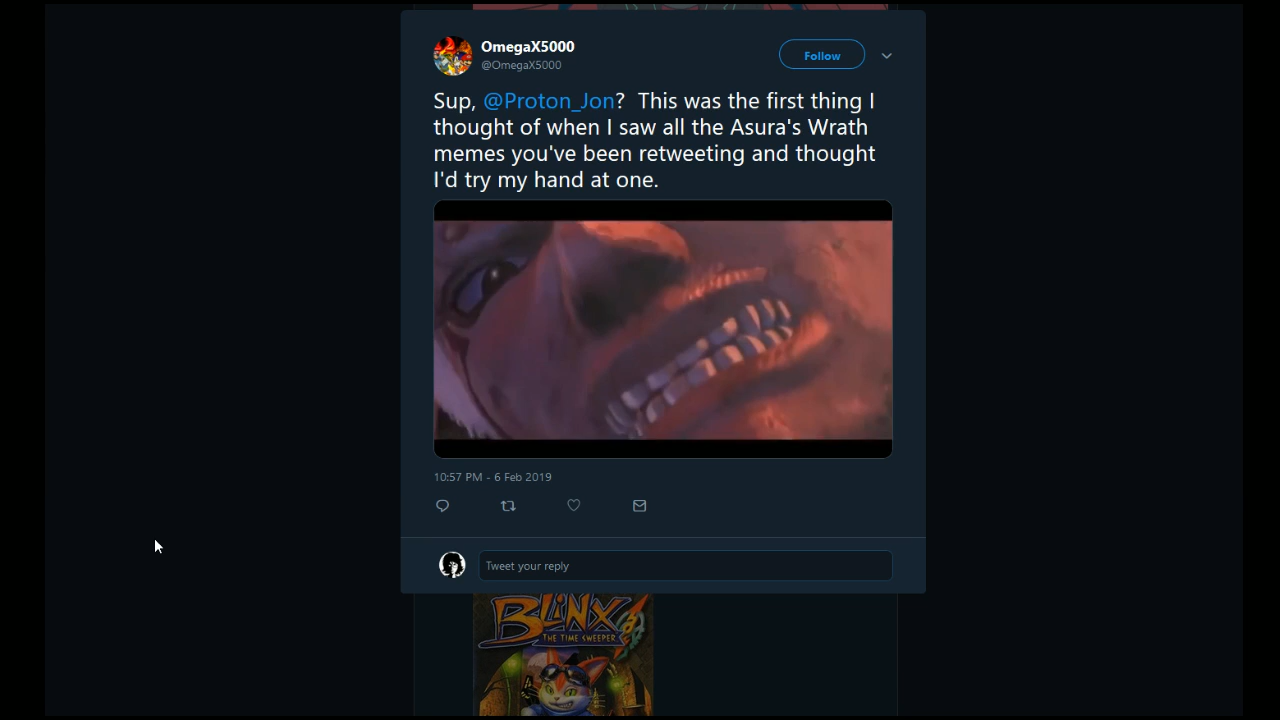 OmegaX5000
@OmegaX5000
Follow
Sup, @Proton_Jon?  This was the first thing I
thought of when I saw all the Asura's Wrath
memes you've been retweeting and thought
I'd try my hand at one.
10:57 PM - 6 Feb 2019
Tweet your reply
BLiNX
THE TIME SWEEPER